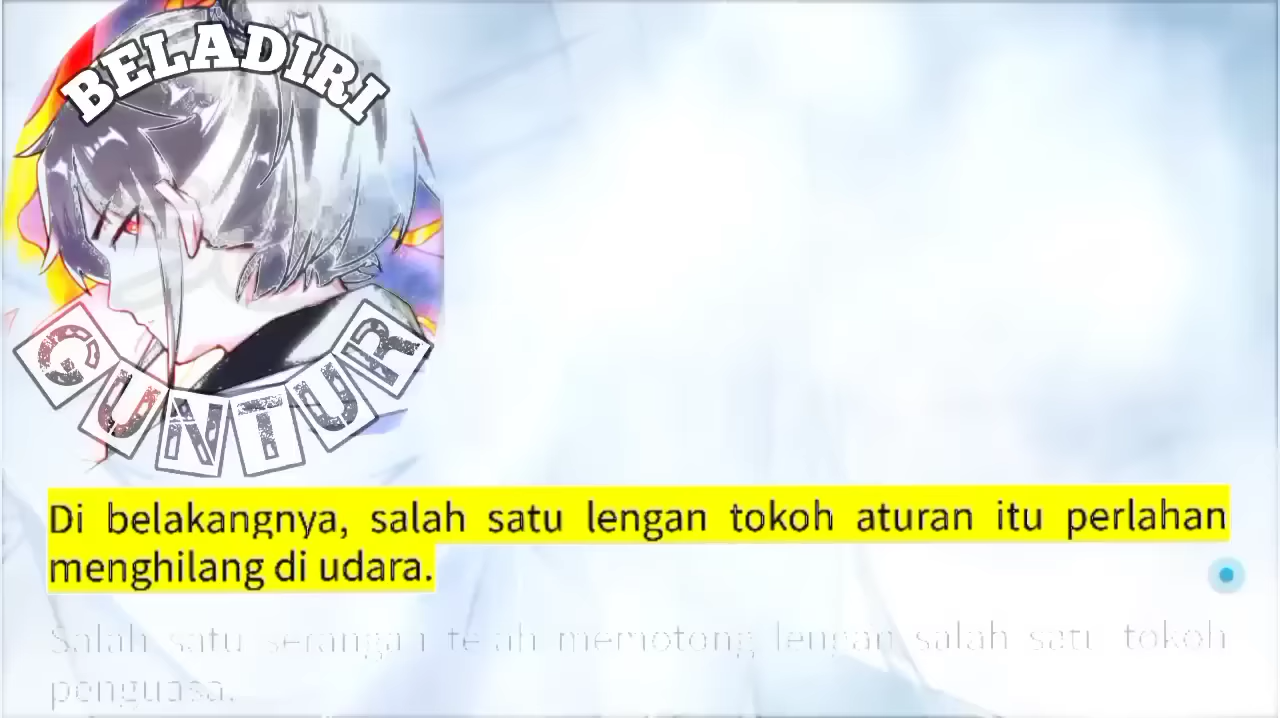 BELADIRI
GUNTUR
Di belakangnya, salah satu lengan tokoh aturan itu perlahan
menghilang di udara.
Salah satu serangan telah memotong lengan salah satu tokoh
penguasa.